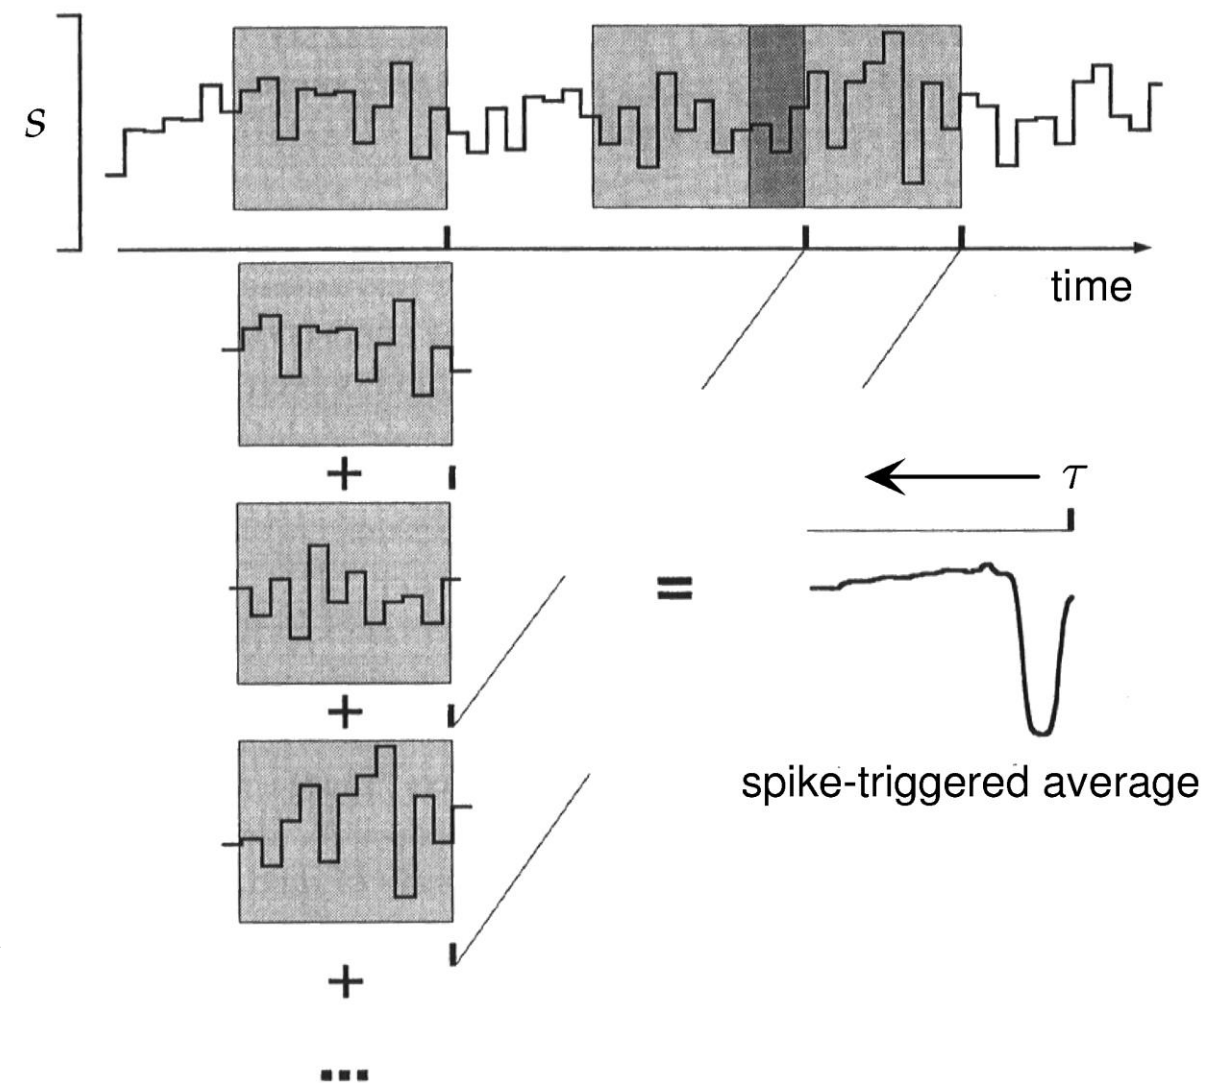 s
time
+
τ
+
=
spike-triggered average
+
...